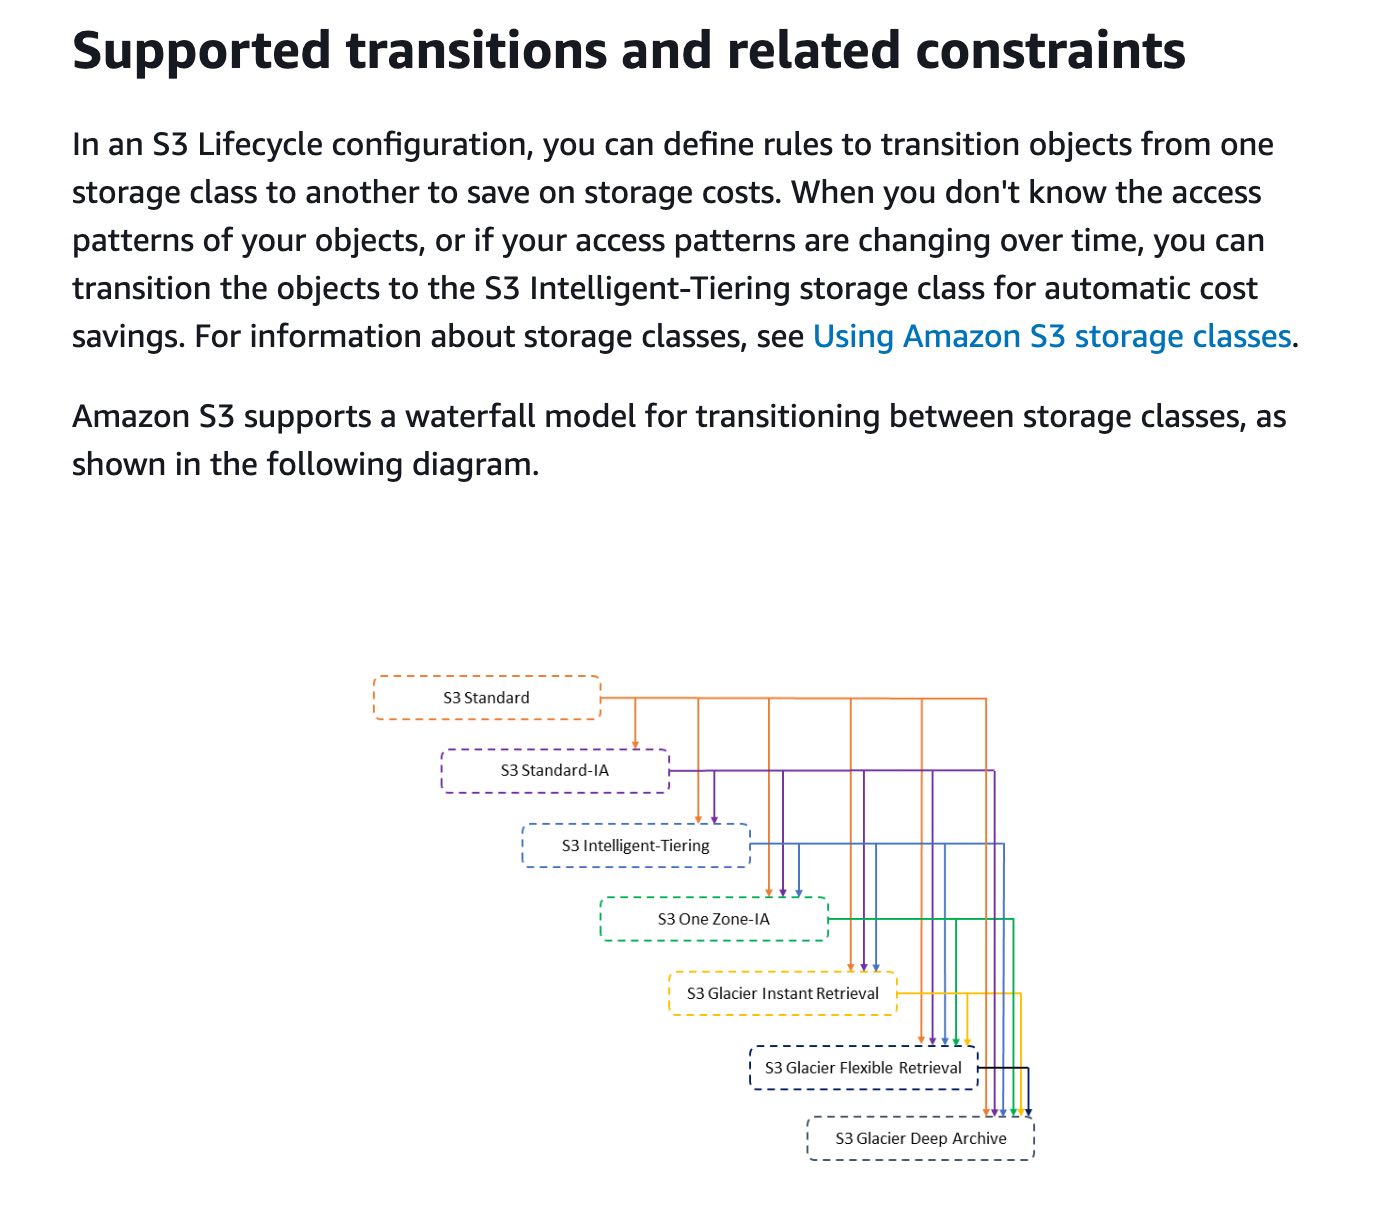 Supported transitions and related constraints
In an S3 Lifecycle configuration, you can define rules to transition objects from one
storage class to another to save on storage costs. When you don't know the access
patterns of your objects, or if your access patterns are changing over time, you can
transition the objects to the S3 Intelligent-Tiering storage class for automatic cost
savings. For information about storage classes, see Using Amazon S3 storage classes.
Amazon S3 supports a waterfall model for transitioning between storage classes, as
shown in the following diagram.
S3 Standard
S3 Standard-IA
S3 Intelligent-Tiering
S3 One Zone-IA
S3 Glacier Instant Retrieval
S3 Glacier Flexible Retrieval
S3 Glacier Deep Archive